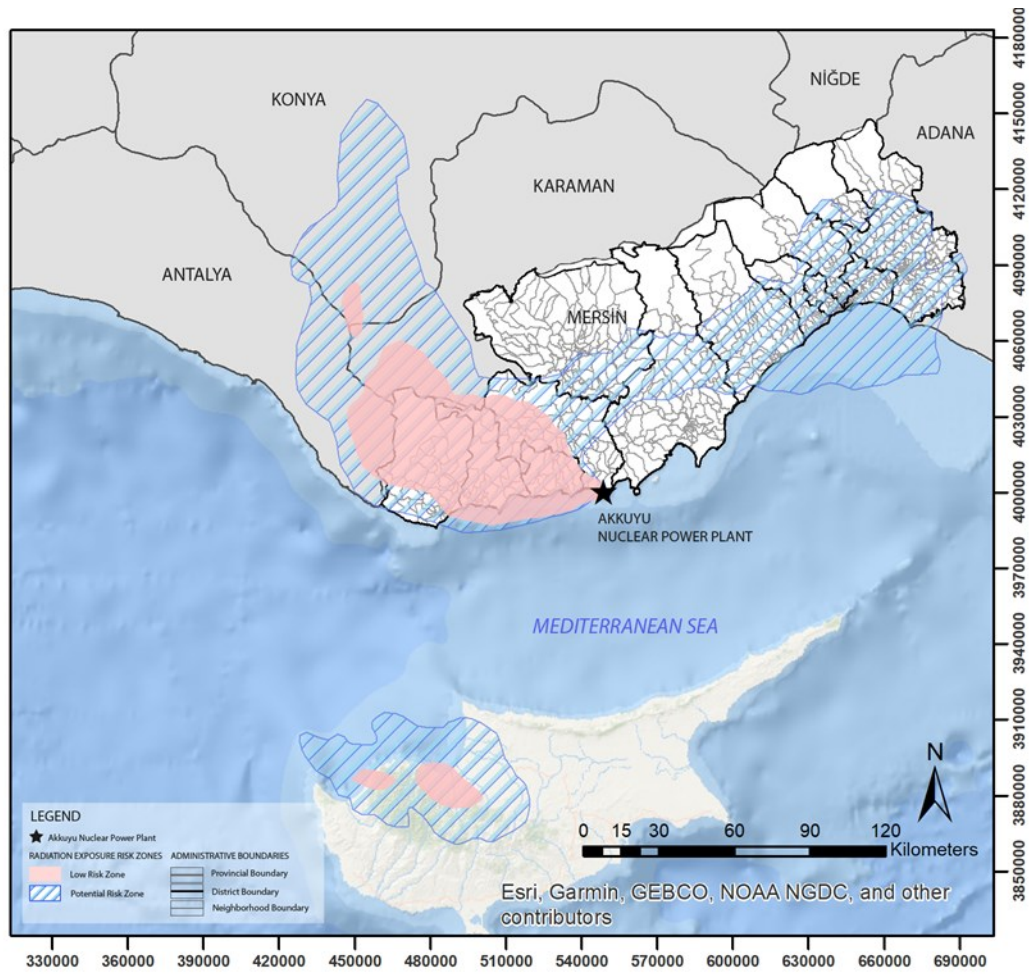 KONYA
NİĞDE
ADANA
KARAMAN
ANTALYA
MERSİN
AKKUYU
NUCLEAR POWER PLANT
MEDITERRANEAN SEA
N
0 15 30 60 90 120
Kilometers
Esri, Garmin, GEBCO, NOAA NGDC, and other
contributors
LEGEND
Akkuyu Nuclear Power Plant
RADIATION EXPOSURE RISK ZONES
Low Risk Zone
Potential Risk Zone
ADMINISTRATIVE BOUNDARIES
Provincial Boundary
District Boundary
Neighborhood Boundary
4180000
4150000
4120000
4090000
4060000
4030000
4000000
3970000
3940000
3910000
3880000
3850000
330000 360000 390000 420000 450000 480000 510000 540000 570000 600000 630000 660000 690000